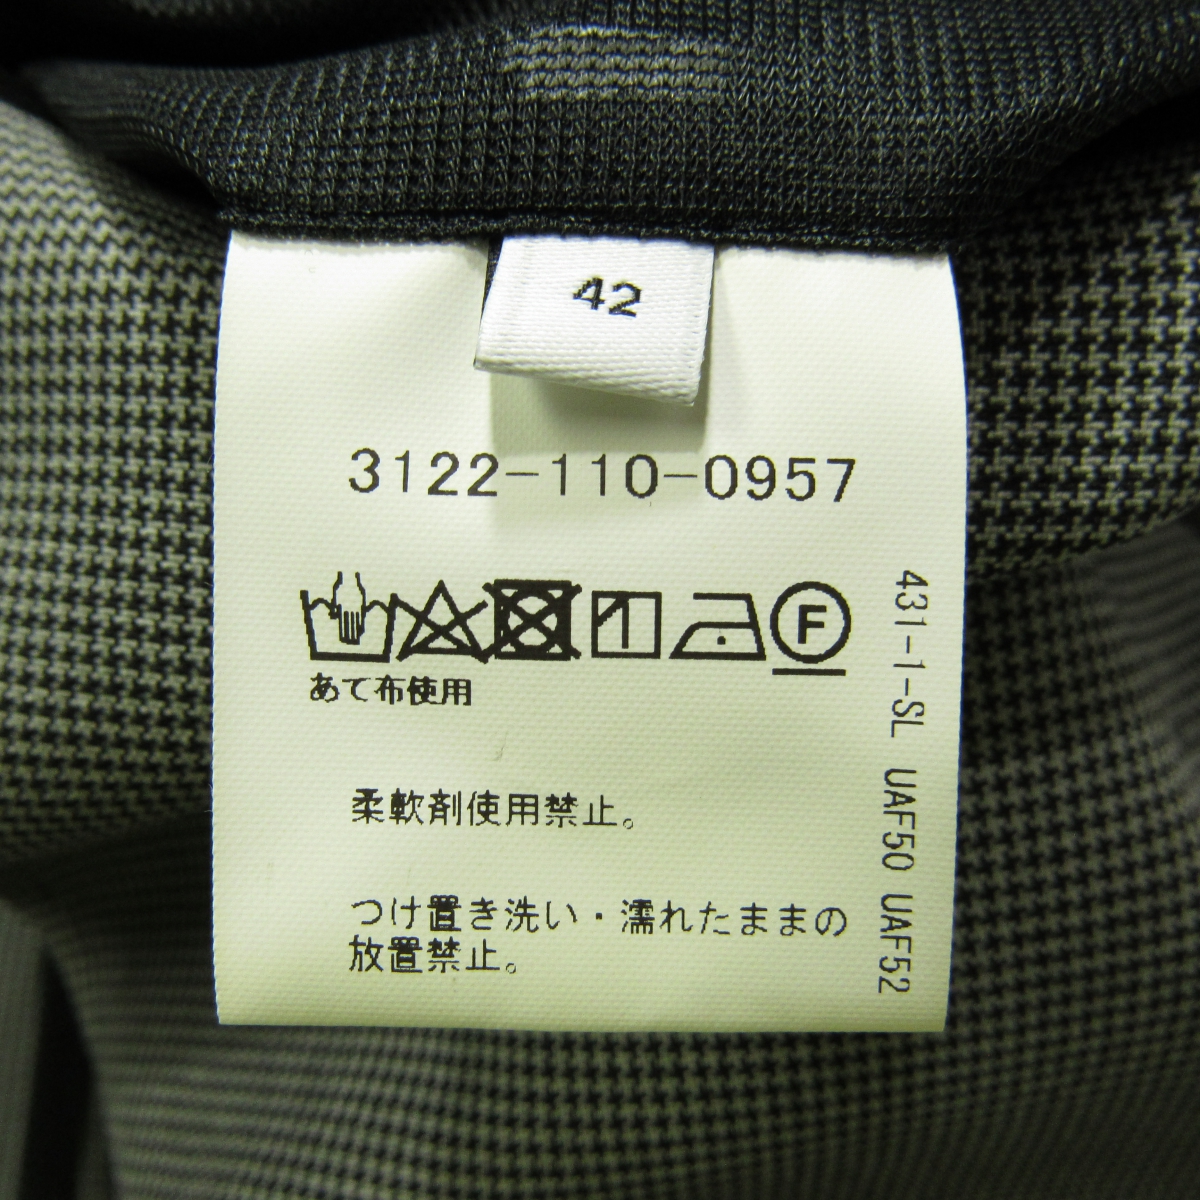 42
3122-110-0957
F
あて布使用
柔軟剤使用禁止。
つけ置き洗い・濡れたままの
放置禁止。
431-1-SL UAF50 UAF52